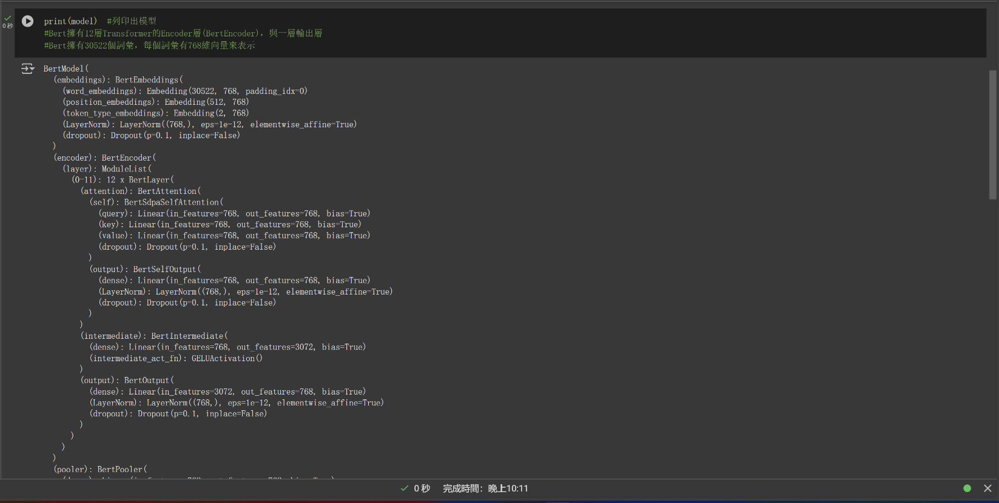 print(model)  #列印出模型
0 秒
#Bert擁有12層Transformer的Encoder層(BertEncoder)，與一層輸出層
#Bert擁有30522個詞彙，每個詞彙有768維向量來表示
BertModel(
  (embeddings): BertEmbeddings(
    (word_embeddings): Embedding(30522, 768, padding_idx=0)
    (position_embeddings): Embedding(512, 768)
    (token_type_embeddings): Embedding(2, 768)
    (LayerNorm): LayerNorm((768,), eps=1e-12, elementwise_affine=True)
    (dropout): Dropout(p=0.1, inplace=False)
  )
  (encoder): BertEncoder(
    (layer): ModuleList(
      (0-11): 12 x BertLayer(
        (attention): BertAttention(
          (self): BertSdpaSelfAttention(
            (query): Linear(in_features=768, out_features=768, bias=True)
            (key): Linear(in_features=768, out_features=768, bias=True)
            (value): Linear(in_features=768, out_features=768, bias=True)
            (dropout): Dropout(p=0.1, inplace=False)
          )
          (output): BertSelfOutput(
            (dense): Linear(in_features=768, out_features=768, bias=True)
            (LayerNorm): LayerNorm((768,), eps=1e-12, elementwise_affine=True)
            (dropout): Dropout(p=0.1, inplace=False)
          )
        )
        (intermediate): BertIntermediate(
          (dense): Linear(in_features=768, out_features=3072, bias=True)
          (intermediate_act_fn): GELUActivation()
        )
        (output): BertOutput(
          (dense): Linear(in_features=3072, out_features=768, bias=True)
          (LayerNorm): LayerNorm((768,), eps=1e-12, elementwise_affine=True)
          (dropout): Dropout(p=0.1, inplace=False)
        )
      )
    )
  )
  (pooler): BertPooler(
0 秒 完成時間：晚上10:11